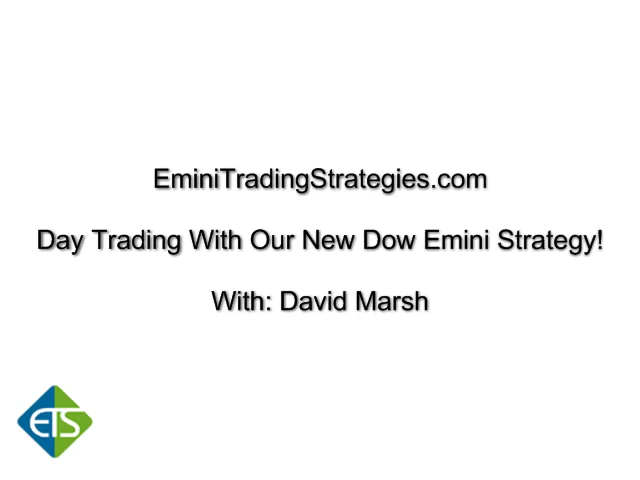 EminiTradingStrategies.com
Day Trading With Our New Dow Emini Strategy!
With: David Marsh
ETS